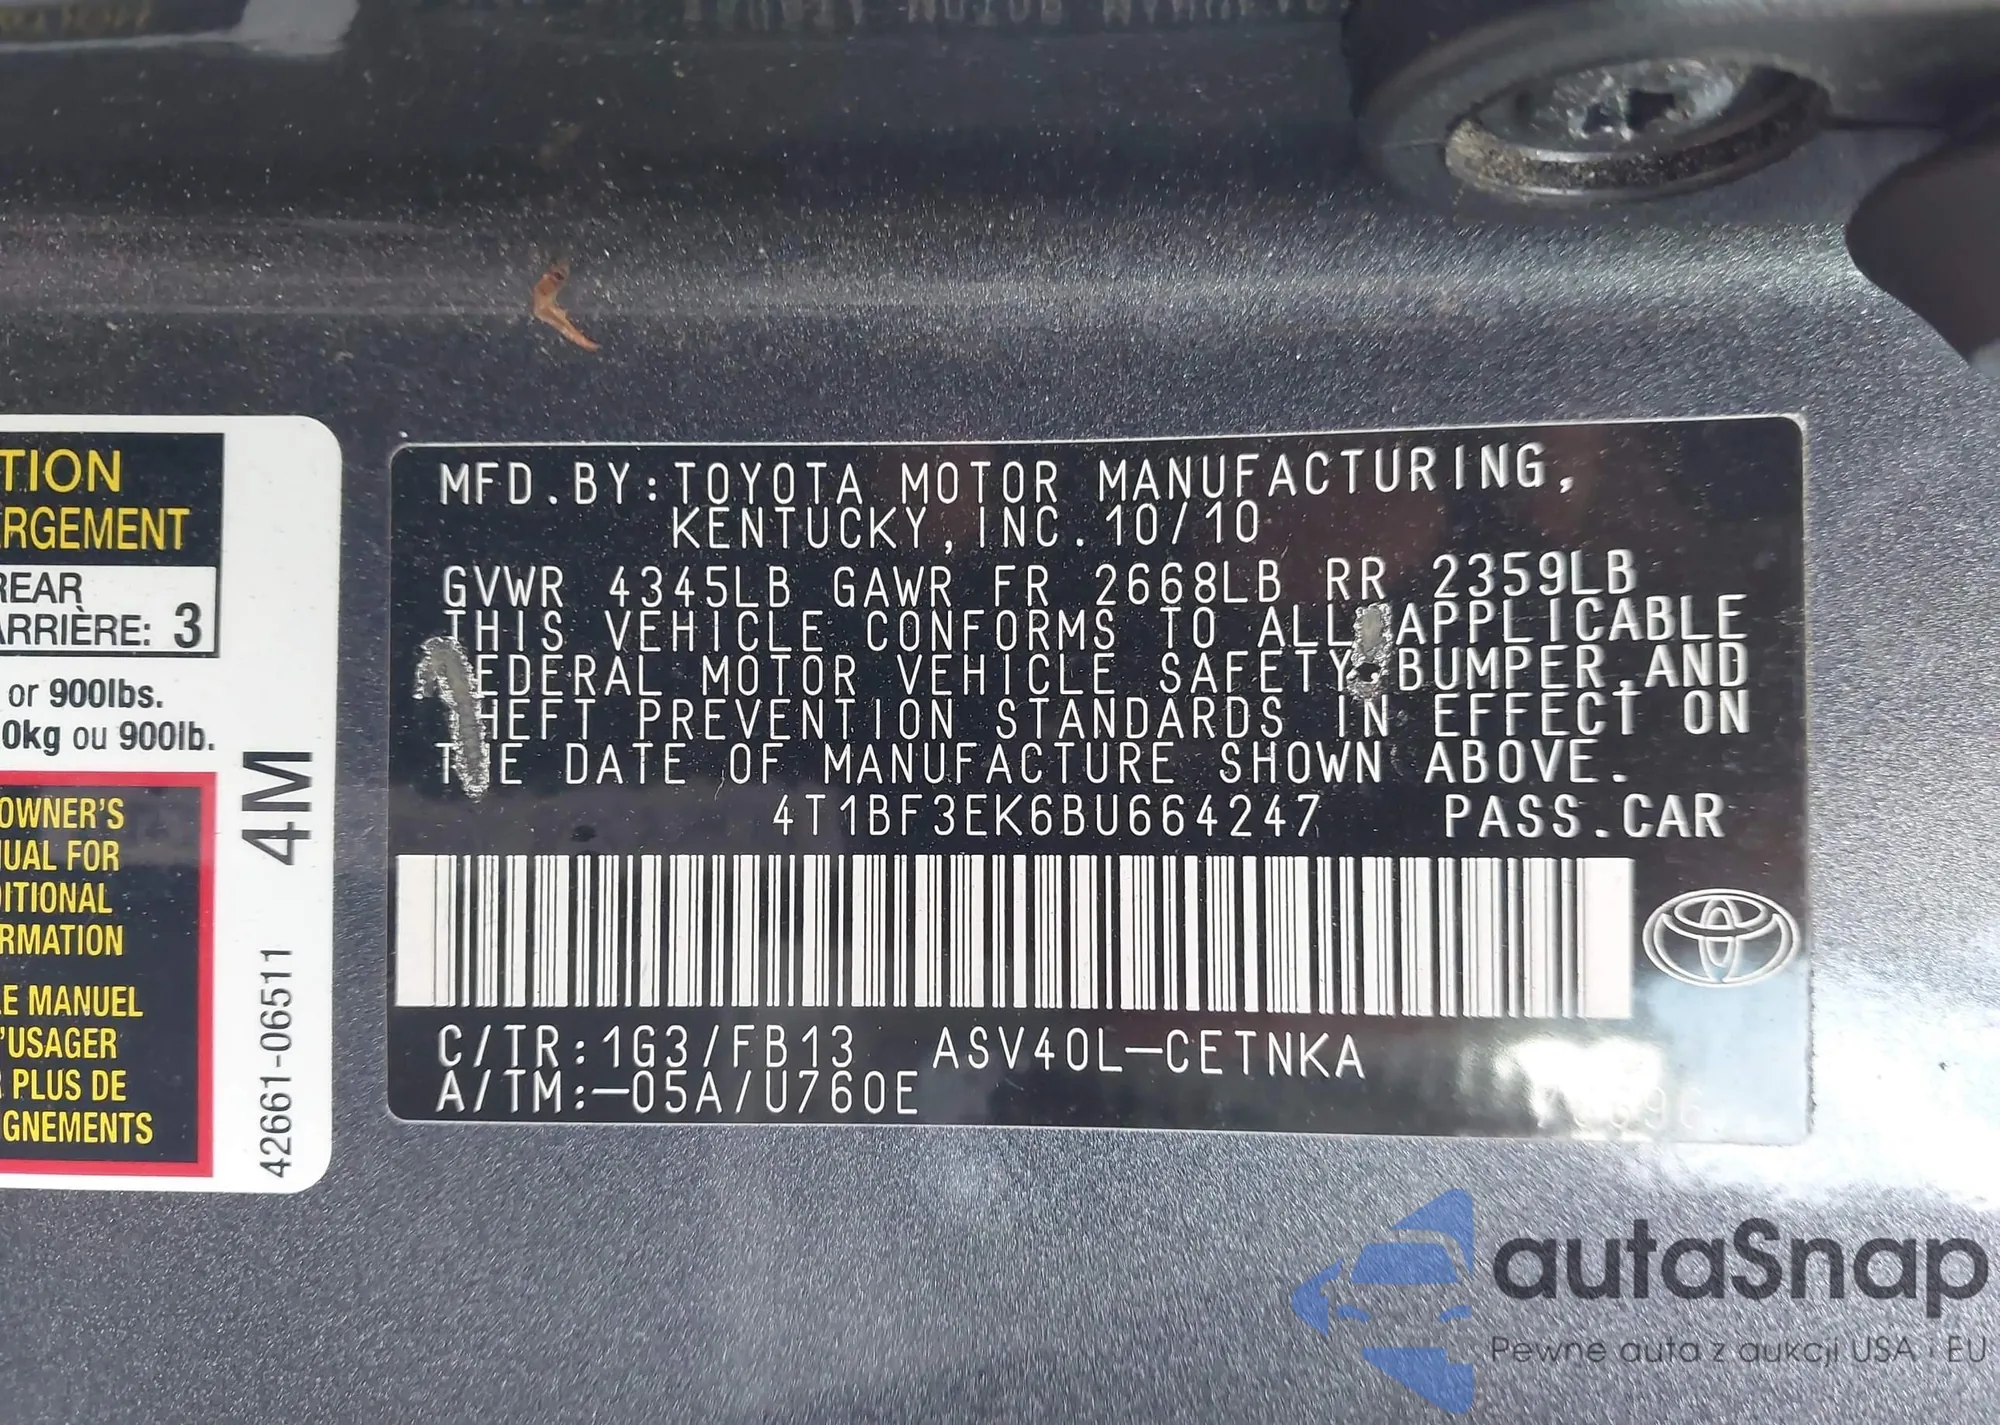 TION
ERGEMENT
REAR
ARRIÈRE: 3
or 900lbs.
0kg ou 900lb.
OWNER'S
UAL FOR
DITIONAL
RMATION
LE MANUEL
'USAGER
PLUS DE
GNEMENTS
4M
42661-06511
MFD.BY:TOYOTA MOTOR MANUFACTURING,
KENTUCKY,INC.10/10
GVWR 4345LB GAWR FR 2668LB RR 2359LB
THIS VEHICLE CONFORMS TO ALL APPLICABLE
EDERAL MOTOR VEHICLE SAFETY, BUMPER,AND
HEFT PREVENTION STANDARDS IN EFFECT ON
THE DATE OF MANUFACTURE SHOWN ABOVE.
4T1BF3EK6BU664247 PASS.CAR
C/TR:1G3/FB13 ASV40L-CETNKA
A/TM:-05A/U760E
autaSnap
Pewne auta z aukcji USA i EU